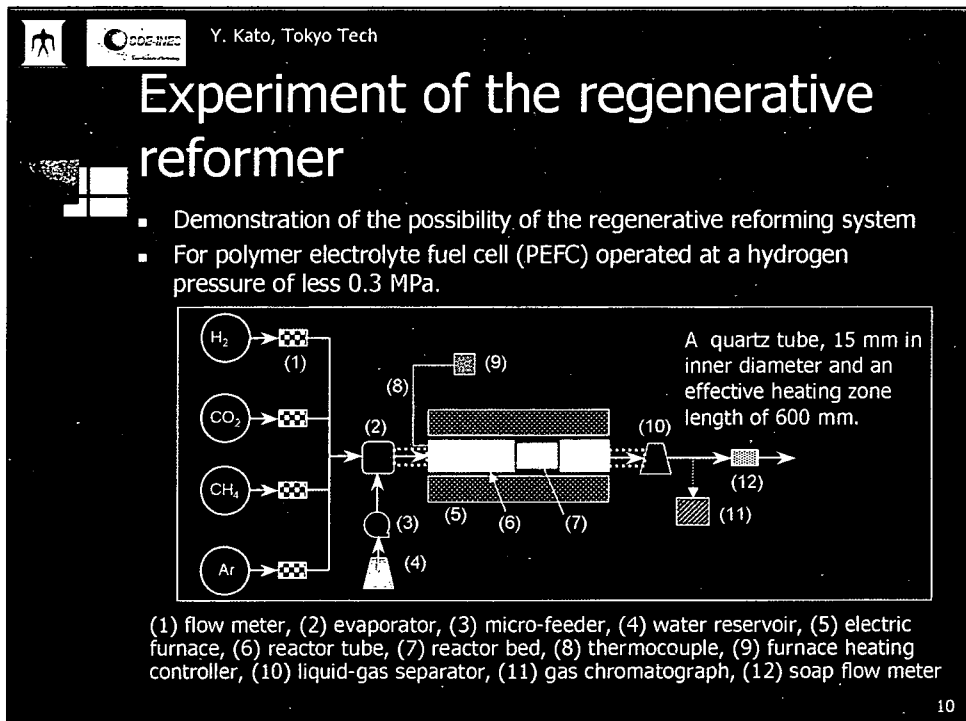 Y. Kato, Tokyo Tech
Experiment of the regenerative
reformer
Demonstration of the possibility of the regenerative reforming system
For polymer electrolyte fuel cell (PEFC) operated at a hydrogen
pressure of less 0.3 MPa.
H₂
(1)
CO₂
CH₄
Ar
(2)
(3)
(4)
(8)
(9)
(5)
(6)
(7)
(10)
(11)
(12)
A quartz tube, 15 mm in
inner diameter and an
effective heating zone
length of 600 mm.
(1) flow meter, (2) evaporator, (3) micro-feeder, (4) water reservoir, (5) electric
furnace, (6) reactor tube, (7) reactor bed, (8) thermocouple, (9) furnace heating
controller, (10) liquid-gas separator, (11) gas chromatograph, (12) soap flow meter
10